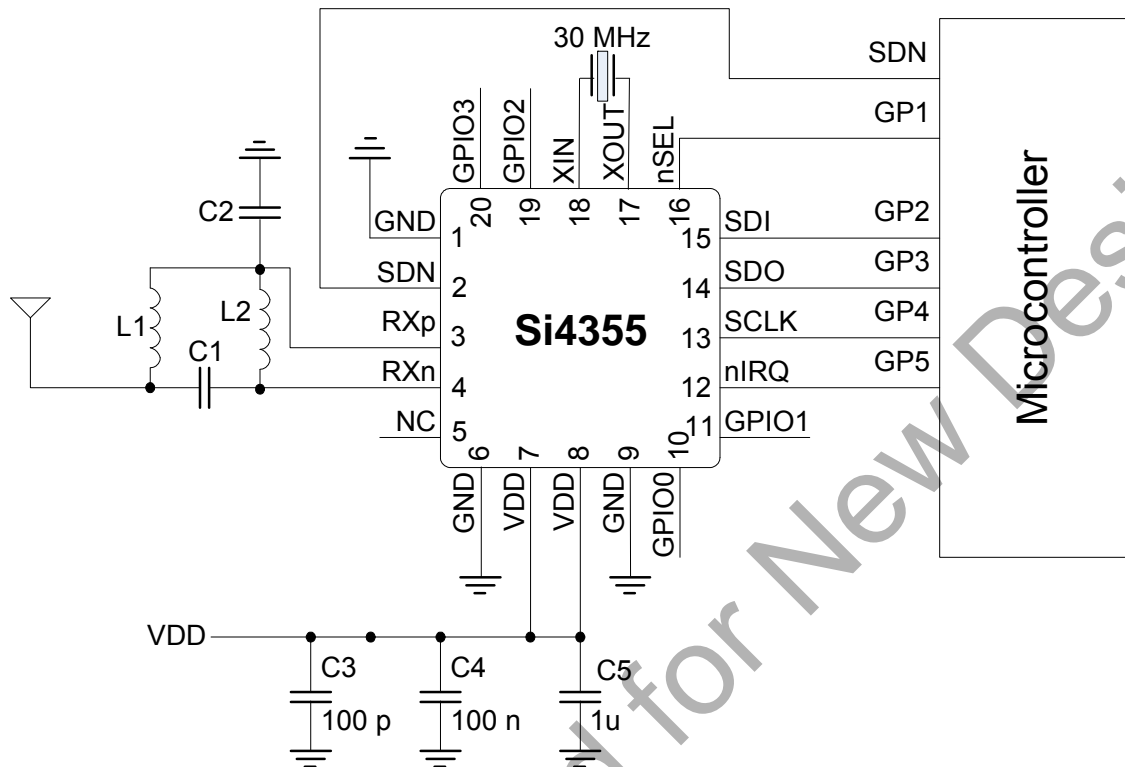 30 MHz
SDN
GP1
GPIO3
GPIO2
XIN
XOUT
nSEL
C2
20
19
18
17
16
GND
1
15
SDI
GP2
SDN
2
14
SDO
GP3
L1
L2
RXp
3
Si4355
13
SCLK
GP4
C1
RXn
4
12
nIRQ
GP5
NC
5
11
GPIO1
6
7
8
9
10
GND
VDD
VDD
GND
GPIO0
Microcontroller
VDD
C3
100 p
C4
100 n
C5
1u
for New Desi